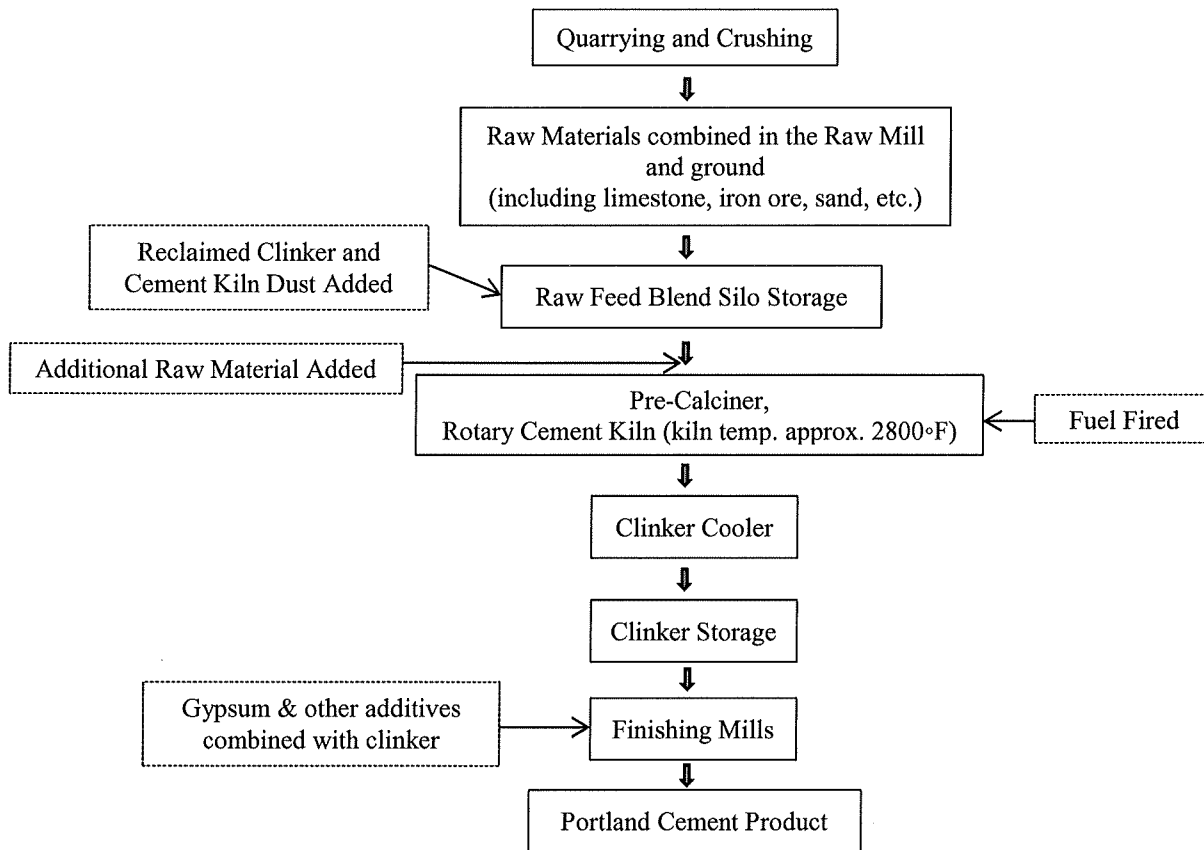 Quarrying and Crushing
Raw Materials combined in the Raw Mill
and ground
(including limestone, iron ore, sand, etc.)
Reclaimed Clinker and
Cement Kiln Dust Added
Raw Feed Blend Silo Storage
Additional Raw Material Added
Pre-Calciner,
Rotary Cement Kiln (kiln temp. approx. 2800◦F)
Fuel Fired
Clinker Cooler
Clinker Storage
Gypsum & other additives
combined with clinker
Finishing Mills
Portland Cement Product